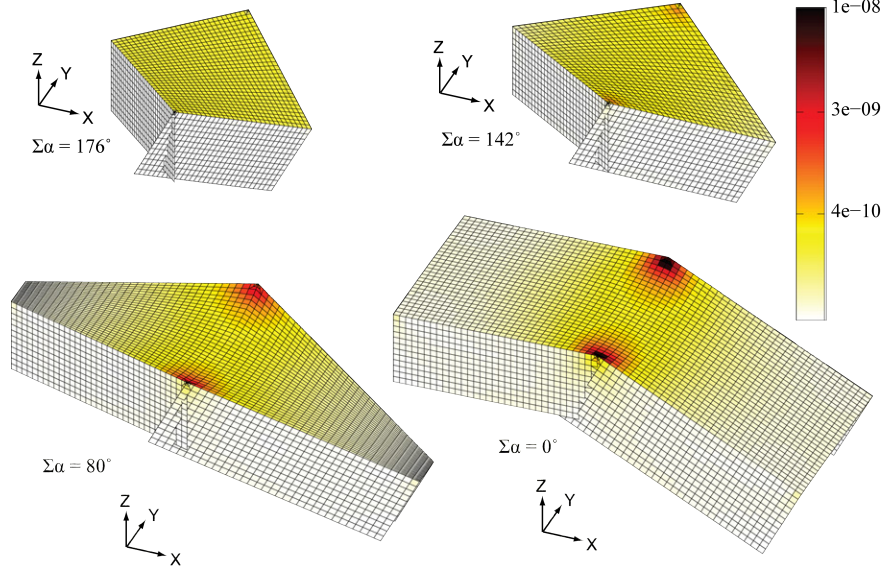 1e−08
3e−09
4e−10
Z
Y
X
Σα = 176°
Z
Y
X
Σα = 142°
Σα = 80°
Z
Y
X
Σα = 0°
Z
Y
X